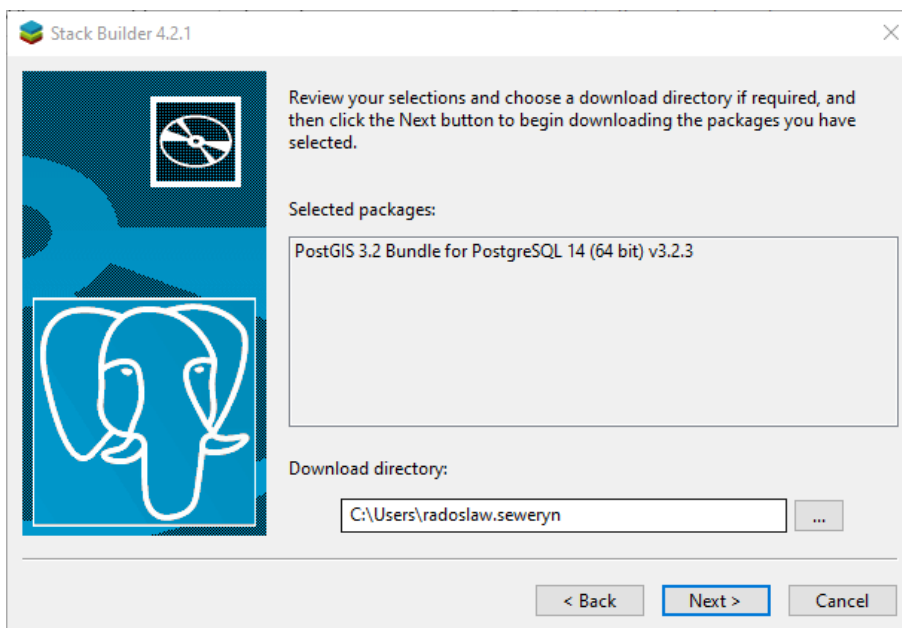 Stack Builder 4.2.1
Review your selections and choose a download directory if required, and
then click the Next button to begin downloading the packages you have
selected.
Selected packages:
PostGIS 3.2 Bundle for PostgreSQL 14 (64 bit) v3.2.3
Download directory:
C:\Users\radoslaw.seweryn
...
< Back
Next >
Cancel